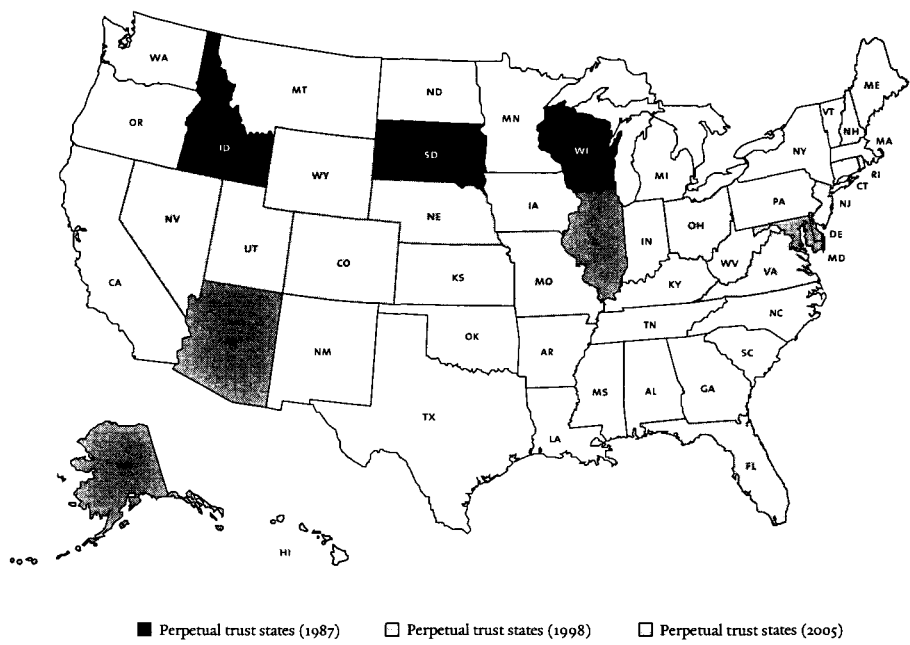 WA
MT
ND
MN
ME
VT
NH
OR
ID
SD
WI
MI
NY
MA
RI
CT
WY
NV
UT
NE
IA
PA
NJ
CO
IN
OH
DE
MD
CA
KS
MO
WV
VA
KY
NC
NM
OK
AR
TN
SC
TX
MS
AL
GA
LA
FL
HI
Perpetual trust states (1987) Perpetual trust states (1998) Perpetual trust states (2005)